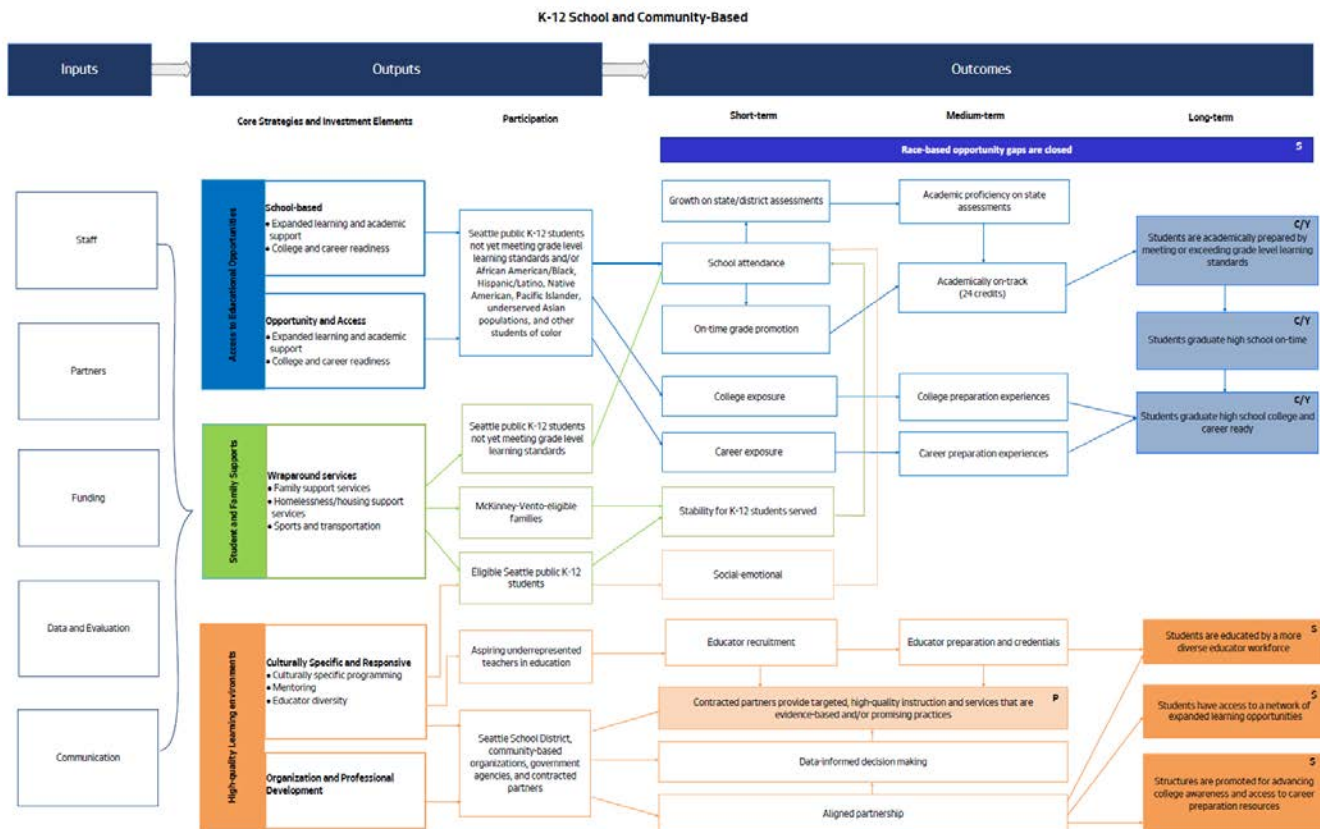 K-12 School and Community-Based
Inputs
Outputs
Outcomes
Core Strategies and Investment Elements
Participation
Short-term
Medium-term
Long-term
Race-based opportunity gaps are closed
S
Staff
Partners
Funding
Data and Evaluation
Communication
Access to Educational Opportunities
School-based
• Expanded learning and academic
support
• College and career readiness
Opportunity and Access
• Expanded learning and academic
support
• College and career readiness
Seattle public K-12 students
not yet meeting grade level
learning standards and/or
African American/Black,
Hispanic/Latino, Native
American, Pacific Islander,
underserved Asian
populations, and other
students of color
Growth on state/district assessments
School attendance
On-time grade promotion
College exposure
Career exposure
Academic proficiency on state
assessments
Academically on-track
(24 credits)
College preparation experiences
Career preparation experiences
C/Y
Students are academically prepared by
meeting or exceeding grade level learning
standards
C/Y
Students graduate high school on-time
C/Y
Students graduate high school college and
career ready
Student and Family Supports
Wraparound services
• Family support services
• Homelessness/housing support
services
• Sports and transportation
Seattle public K-12 students
not yet meeting grade level
learning standards
McKinney-Vento-eligible
families
Eligible Seattle public K-12
students
Stability for K-12 students served
Social-emotional
High-quality Learning environments
Culturally Specific and Responsive
• Culturally specific programming
• Mentoring
• Educator diversity
Organization and Professional
Development
Aspiring underrepresented
teachers in education
Seattle School District,
community-based
organizations, government
agencies, and contracted
partners
Educator recruitment
Educator preparation and credentials
P
Contracted partners provide targeted, high-quality instruction and services that are
evidence-based and/or promising practices
Data-informed decision making
Aligned partnership
S
Students are educated by a more
diverse educator workforce
S
Students have access to a network of
expanded learning opportunities
S
Structures are promoted for advancing
college awareness and access to career
preparation resources